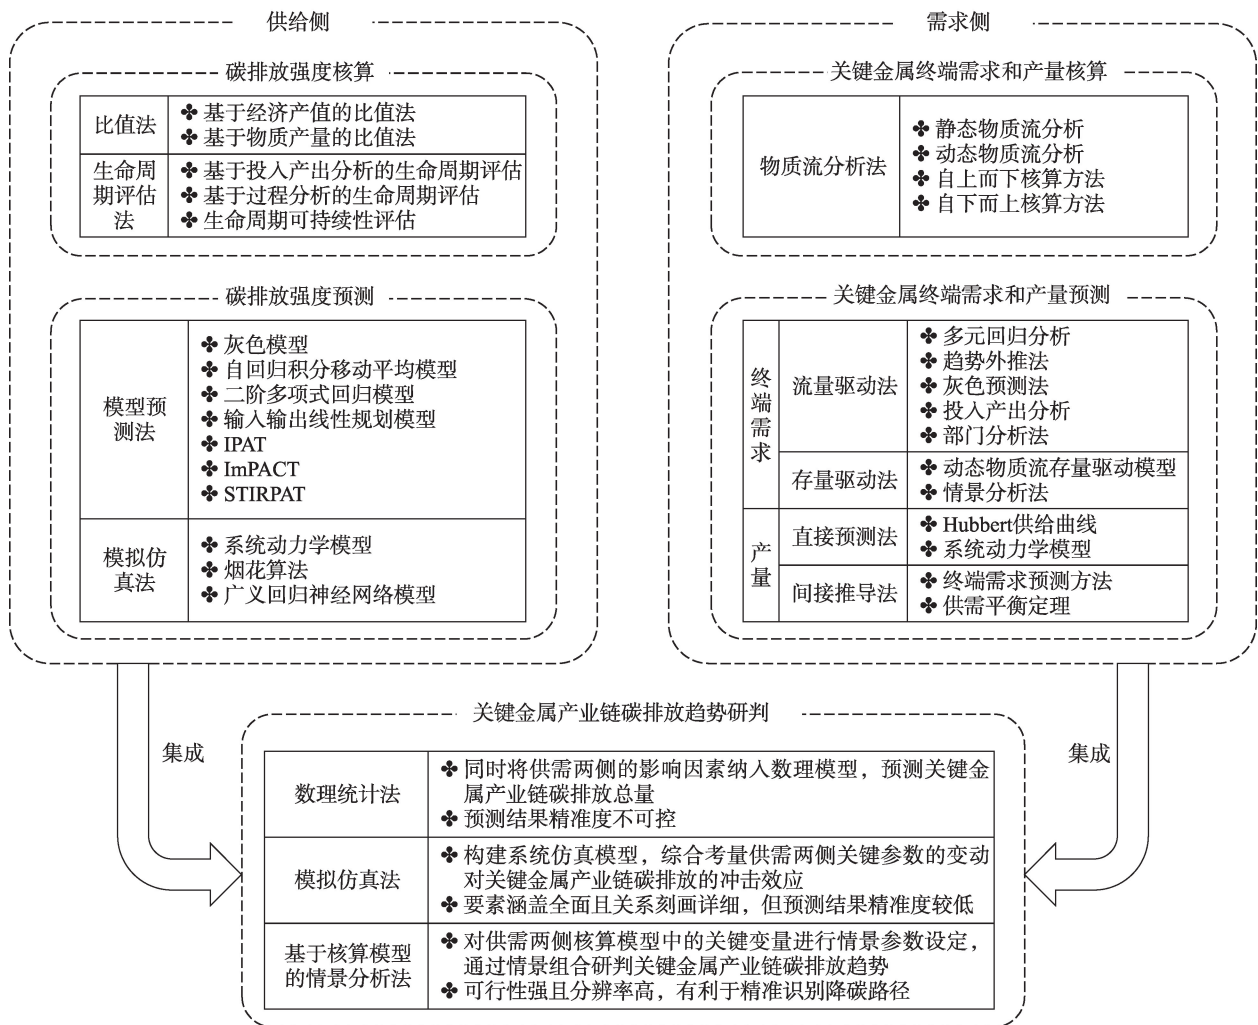 供给侧
碳排放强度核算
比值法
✤ 基于经济产值的比值法
✤ 基于物质产量的比值法
生命周
期评估
法
✤ 基于投入产出分析的生命周期评估
✤ 基于过程分析的生命周期评估
✤ 生命周期可持续性评估
碳排放强度预测
模型预
测法
✤ 灰色模型
✤ 自回归积分移动平均模型
✤ 二阶多项式回归模型
✤ 输入输出线性规划模型
✤ IPAT
✤ ImPACT
✤ STIRPAT
模拟仿
真法
✤ 系统动力学模型
✤ 烟花算法
✤ 广义回归神经网络模型
需求侧
关键金属终端需求和产量核算
物质流分析法
✤ 静态物质流分析
✤ 动态物质流分析
✤ 自上而下核算方法
✤ 自下而上核算方法
关键金属终端需求和产量预测
终端需求
流量驱动法
✤ 多元回归分析
✤ 趋势外推法
✤ 灰色预测法
✤ 投入产出分析
✤ 部门分析法
存量驱动法
✤ 动态物质流存量驱动模型
✤ 情景分析法
产量
直接预测法
✤ Hubbert供给曲线
✤ 系统动力学模型
间接推导法
✤ 终端需求预测方法
✤ 供需平衡定理
集成
集成
关键金属产业链碳排放趋势研判
数理统计法
✤ 同时将供需两侧的影响因素纳入数理模型，预测关键金
属产业链碳排放总量
✤ 预测结果精准度不可控
模拟仿真法
✤ 构建系统仿真模型，综合考量供需两侧关键参数的变动
对关键金属产业链碳排放的冲击效应
✤ 要素涵盖全面且关系刻画详细，但预测结果精准度较低
基于核算模型
的情景分析法
✤ 对供需两侧核算模型中的关键变量进行情景参数设定，
通过情景组合研判关键金属产业链碳排放趋势
✤ 可行性强且分辨率高，有利于精准识别降碳路径